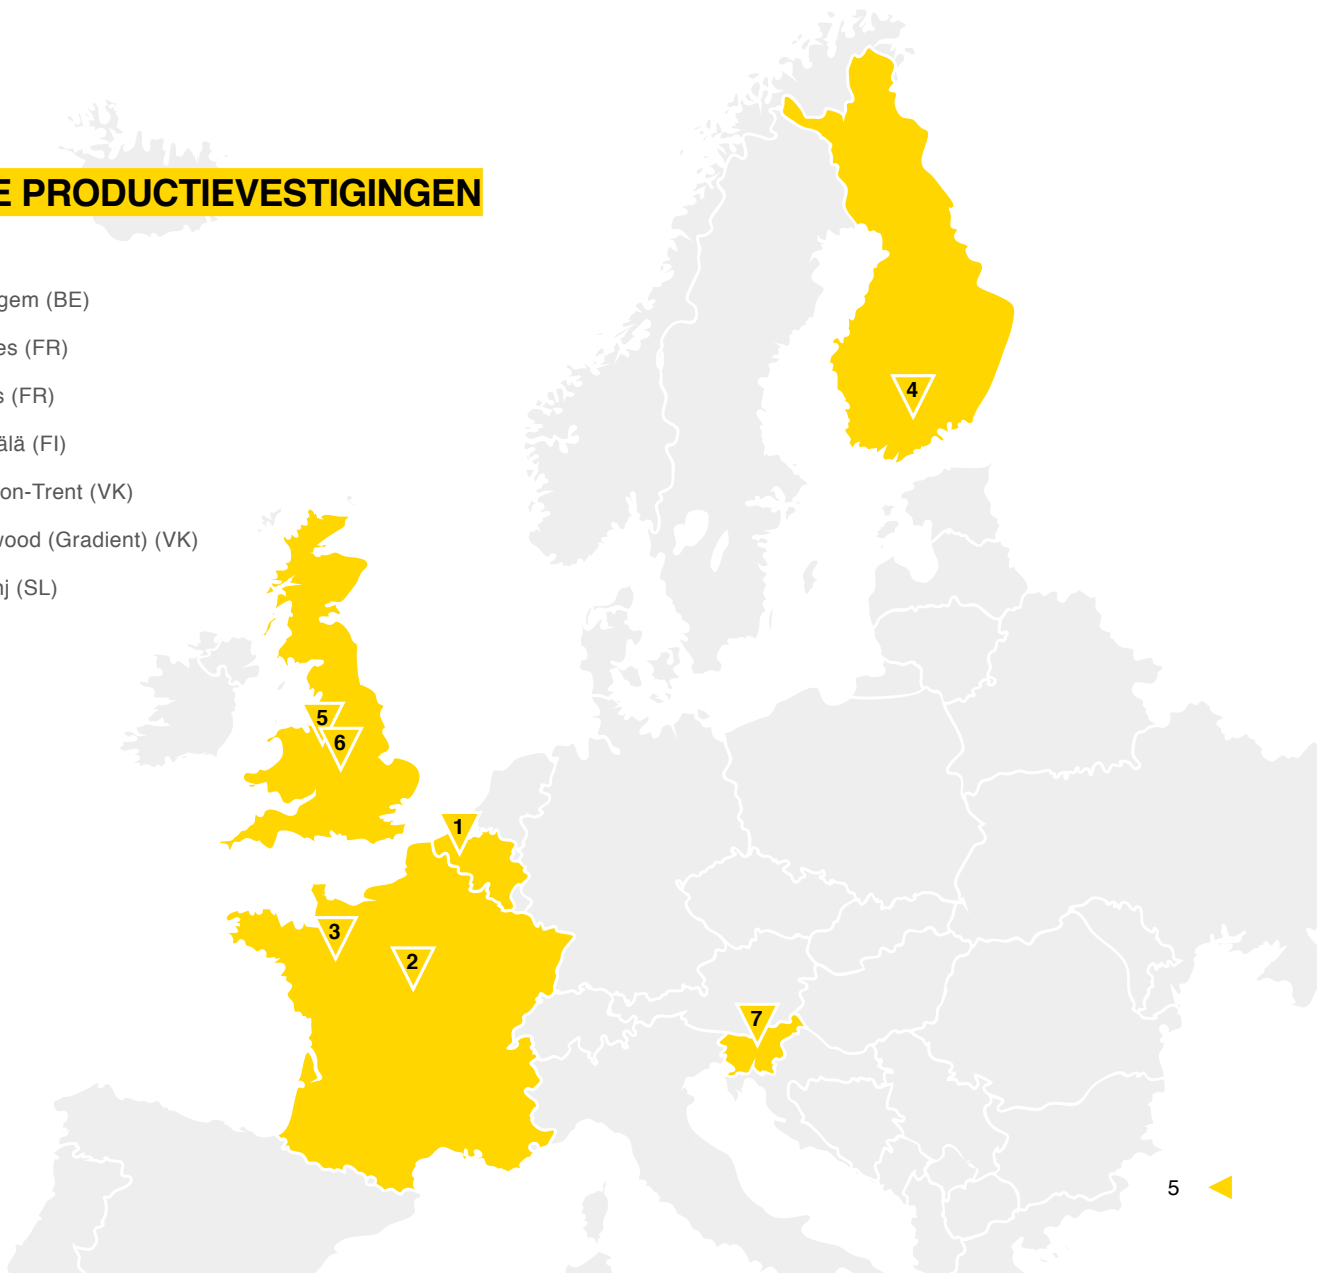 E PRODUCTIEVESTIGINGEN
gem (BE)
es (FR)
s (FR)
älä (FI)
on-Trent (VK)
wood (Gradient) (VK)
nj (SL)
4
5
6
1
3
2
7
5